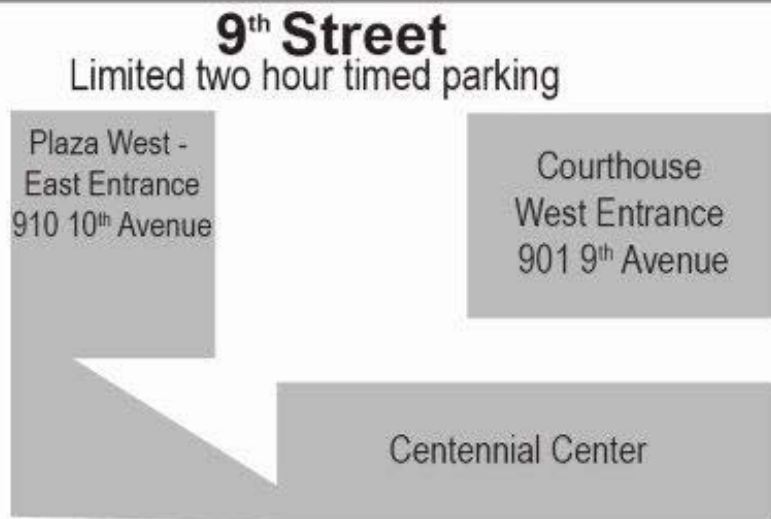 9th Street
Limited two hour timed parking
Plaza West -
East Entrance
910 10th Avenue
Courthouse
West Entrance
901 9th Avenue
Centennial Center